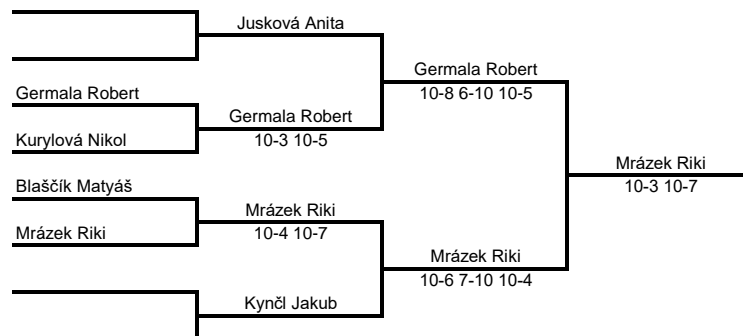 Jusková Anita
Germala Robert
Germala Robert
10-8 6-10 10-5
Germala Robert
Kurylová Nikol
10-3 10-5
Mrázek Riki
Blaščík Matyáš
10-3 10-7
Mrázek Riki
Mrázek Riki
10-4 10-7
Mrázek Riki
10-6 7-10 10-4
Kynčl Jakub